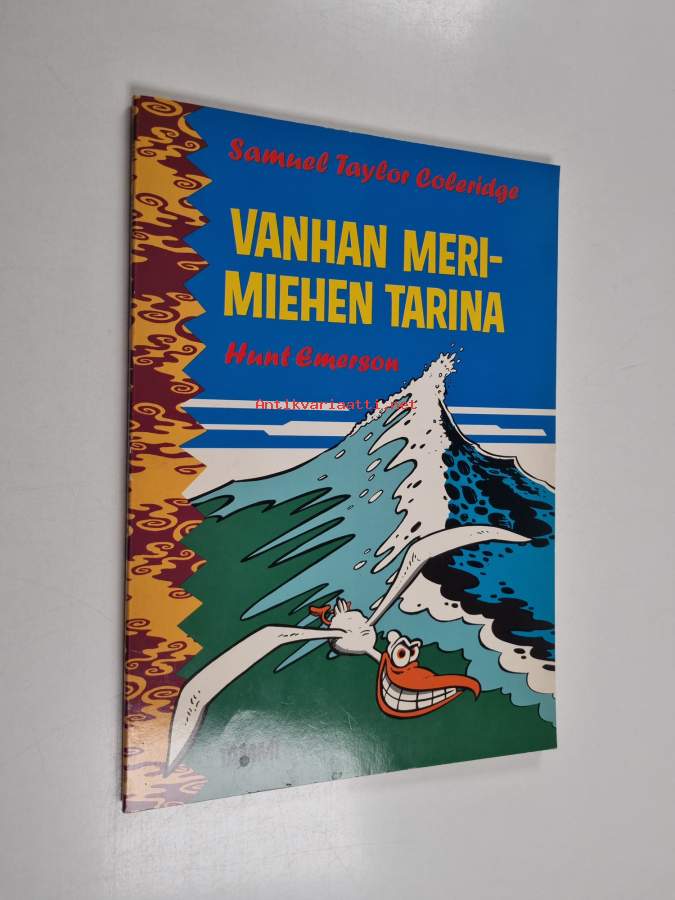 Samuel Taylor Coleridge
VANHAN MERI-
MIEHEN TARINA
Hunt Emerson
Antikvariaatti.net